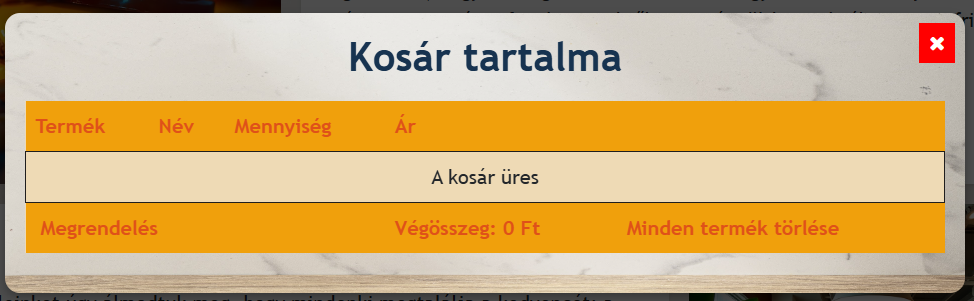 Kosár tartalma
✖
Termék Név Mennyiség Ár
A kosár üres
Megrendelés Végösszeg: 0 Ft Minden termék törlése